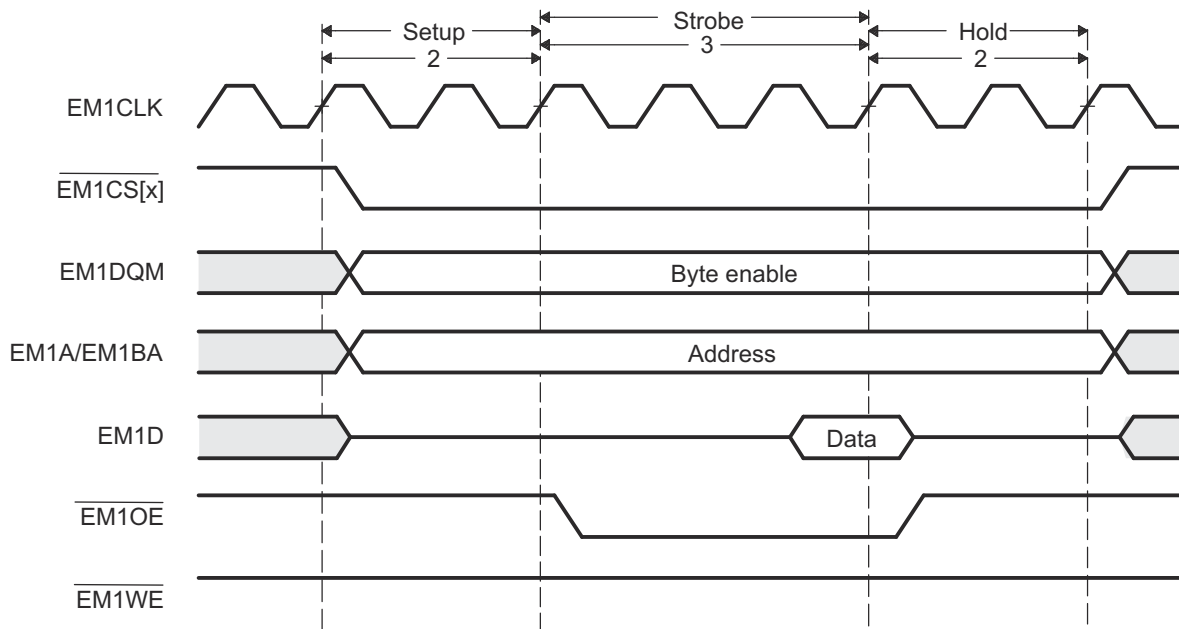 Setup
Strobe
Hold
2
3
2
EM1CLK
EM1CS[x]
EM1DQM
Byte enable
EM1A/EM1BA
Address
EM1D
Data
EM1OE
EM1WE